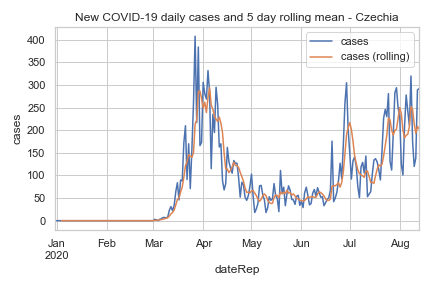 New COVID-19 daily cases and 5 day rolling mean - Czechia
cases
cases (rolling)
400
350
300
250
200
150
100
50
0
cases
Jan Feb Mar Apr May Jun Jul Aug
2020
dateRep